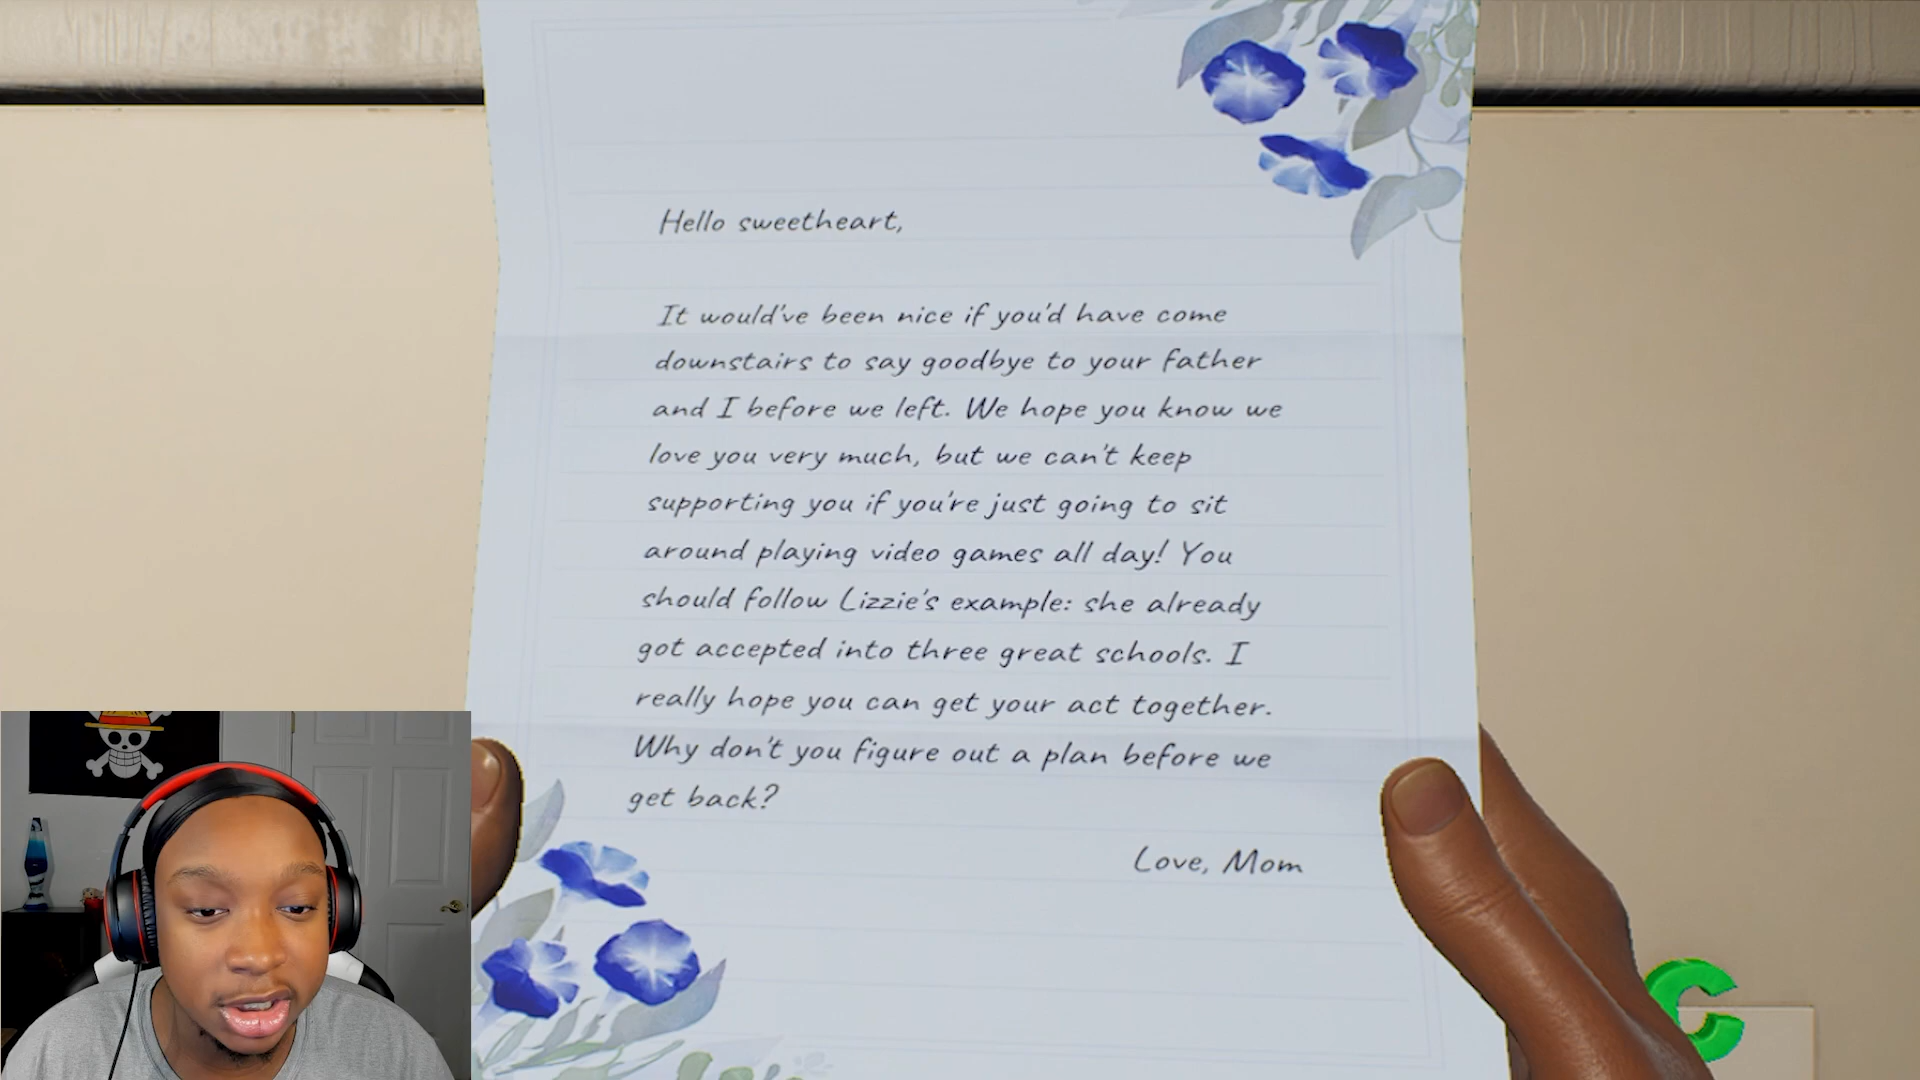 Hello sweetheart,
It would've been nice if you'd have come
downstairs to say goodbye to your father
and I before we left. We hope you know we
love you very much, but we can't keep
supporting you if you're just going to sit
around playing video games all day! You
should follow Lizzie's example: she already
got accepted into three great schools. I
really hope you can get your act together.
Why don't you figure out a plan before we
get back?
Love, Mom
C